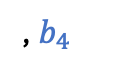 , b₄